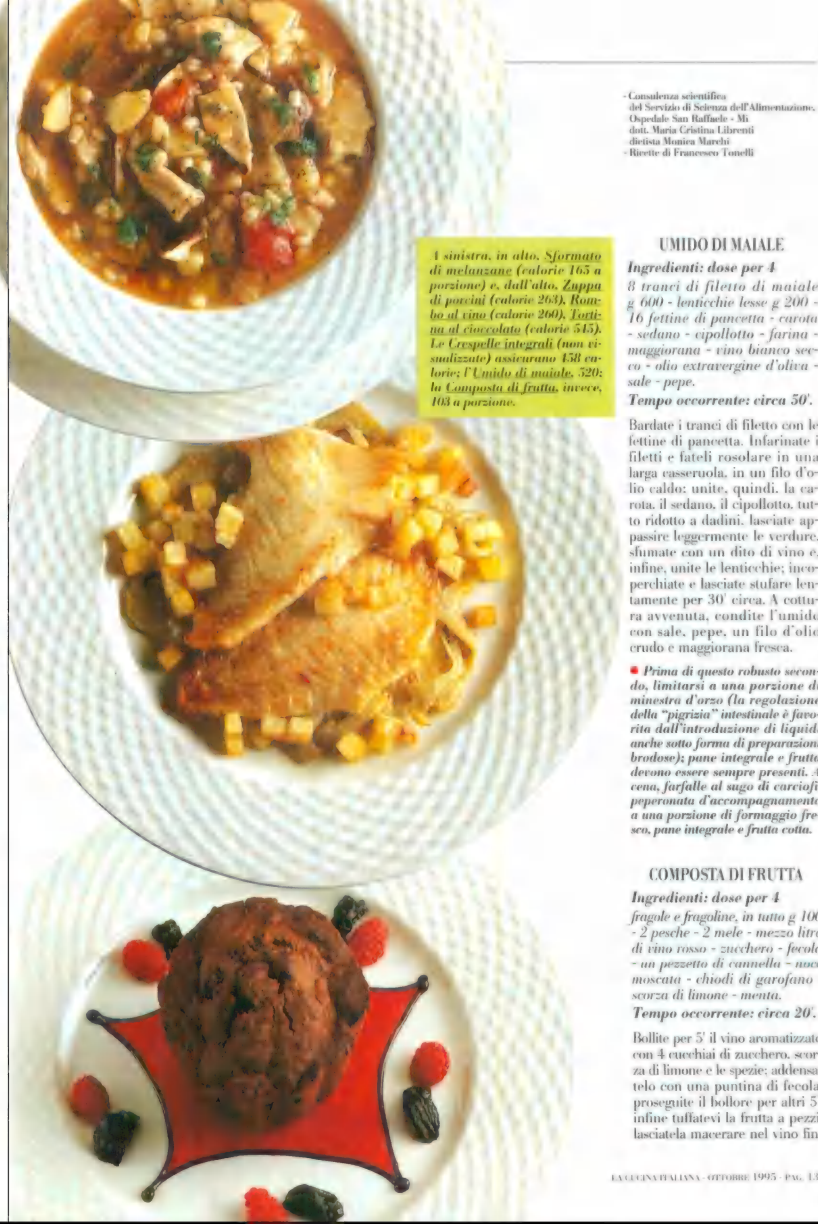 - Consulenza scientifica
del Servizio di Scienza dell'Alimentazione,
Ospedale San Raffaele - Mi
dott. Maria Cristina Librenti
dietista Monica Marchi
- Ricette di Francesco Tonelli
A sinistra, in alto, Sformato
di melanzane (calorie 165 a
porzione) e, dall'alto, Zuppa
di porcini (calorie 263), Rom-
bo al vino (calorie 260), Torti-
na al cioccolato (calorie 545).
Le Crespelle integrali (non vi-
sualizzate) assicurano 458 ca-
lorie; l'Umido di maiale, 520;
la Composta di frutta, invece,
103 a porzione.
UMIDO DI MAIALE
Ingredienti: dose per 4
8 tranci di filetto di maiale
g 600 - lenticchie lesse g 200 -
16 fettine di pancetta - carota
- sedano - cipollotto - farina -
maggiorana - vino bianco sec-
co - olio extravergine d'oliva -
sale - pepe.
Tempo occorrente: circa 50'.
Bardate i tranci di filetto con le
fettine di pancetta. Infarinate i
filetti e fateli rosolare in una
larga casseruola, in un filo d'o-
lio caldo; unite, quindi, la ca-
rota, il sedano, il cipollotto, tut-
to ridotto a dadini, lasciate ap-
passire leggermente le verdure,
sfumate con un dito di vino e,
infine, unite le lenticchie; inco-
perchiate e lasciate stufare len-
tamente per 30' circa. A cottu-
ra avvenuta, condite l'umido
con sale, pepe, un filo d'olio
crudo e maggiorana fresca.
Prima di questo robusto secon-
do, limitarsi a una porzione di
minestra d'orzo (la regolazione
della "pigrizia" intestinale è favo-
rita dall'introduzione di liquidi
anche sotto forma di preparazioni
brodose); pane integrale e frutta
devono essere sempre presenti. A
cena, farfalle al sugo di carciofi
peperonata d'accompagnamento
a una porzione di formaggio fre-
sco, pane integrale e frutta cotta.
COMPOSTA DI FRUTTA
Ingredienti: dose per 4
fragole e fragoline, in tutto g 100
- 2 pesche - 2 mele - mezzo litro
di vino rosso - zucchero - fecola
- un pezzetto di cannella - noce
moscata - chiodi di garofano
scorza di limone - menta.
Tempo occorrente: circa 20'.
Bollite per 5' il vino aromatizzato
con 4 cucchiai di zucchero, scor
za di limone e le spezie; addensa
telo con una puntina di fecola
proseguite il bollore per altri 5
infine tuffatevi la frutta a pezzi
lasciatela macerare nel vino fin
LA CUCINA ITALIANA - OTTOBRE 1995 - PAG. 13